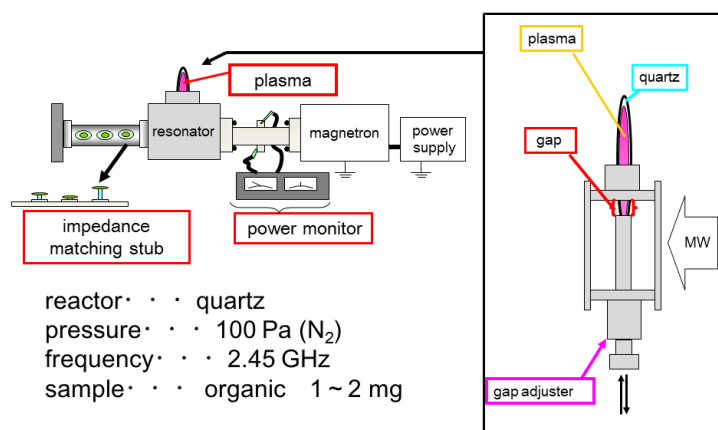 plasma
resonator
magnetron
power
supply
impedance
matching stub
power monitor
reactor・・・ quartz
pressure・・・ 100 Pa (N₂)
frequency・・・ 2.45 GHz
sample・・・ organic 1～2 mg
plasma
quartz
gap
MW
gap adjuster